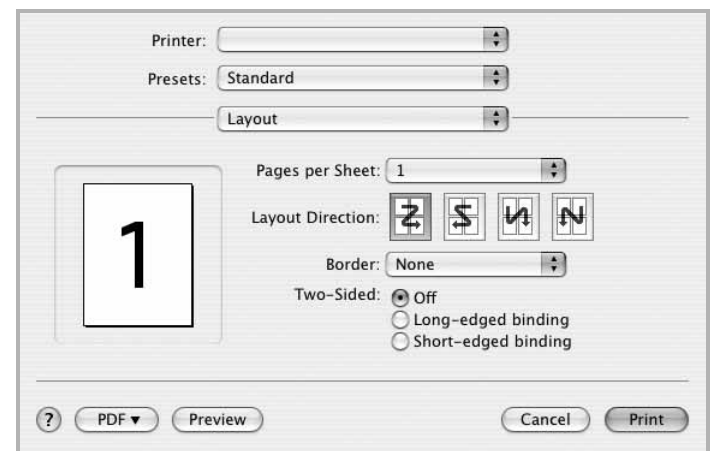 Printer:
Presets: Standard
Layout
Pages per Sheet: 1
Layout Direction:
1
Border: None
Two-Sided: Off
Long-edged binding
Short-edged binding
? PDF▼ Preview Cancel Print